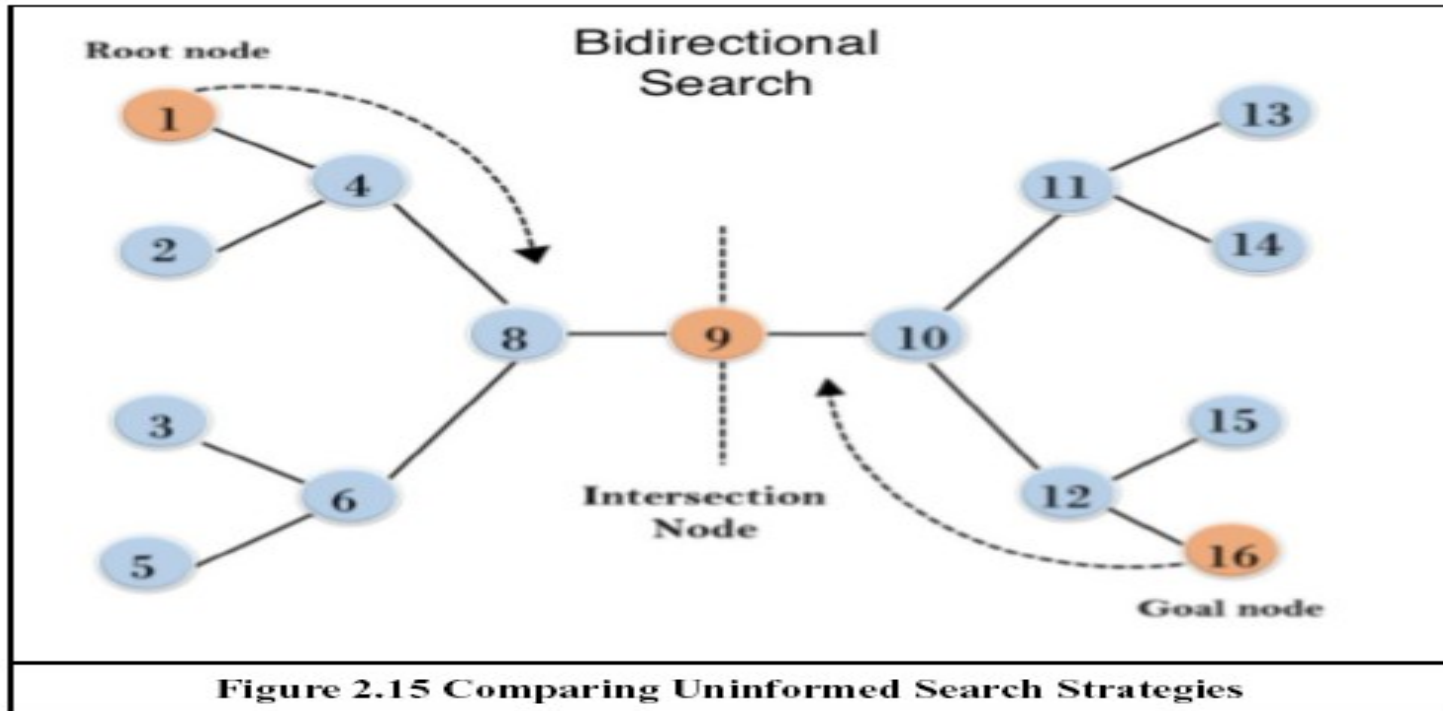 Root node
Bidirectional
Search
1
13
4
11
2
14
8
9
10
3
15
6
Intersection
Node
12
5
16
Goal node
Figure 2.15 Comparing Uninformed Search Strategies